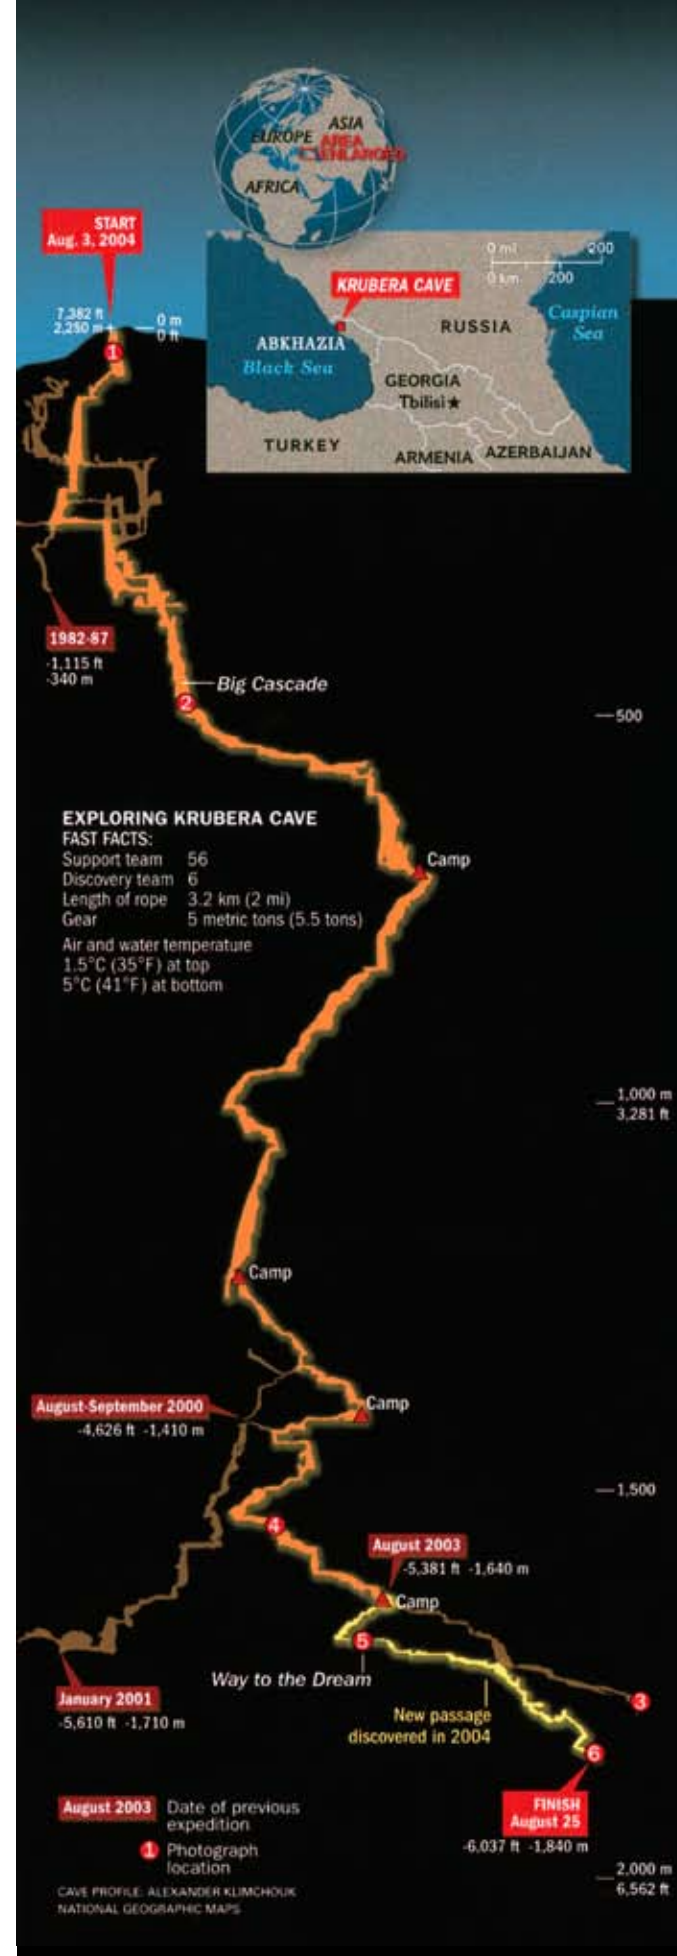 EUROPE
ASIA
AREA
ENLARGED
AFRICA
START
Aug. 3, 2004
7,382 ft
2,250 m
0 m
0 ft
1
0 mi 200
0 km 200
KRUBERA CAVE
RUSSIA
Caspian
Sea
ABKHAZIA
Black Sea
GEORGIA
Tbilisi
TURKEY
ARMENIA
AZERBAIJAN
1982-87
-1,115 ft
-340 m
Big Cascade
2
500
EXPLORING KRUBERA CAVE
FAST FACTS:
Support team 56
Discovery team 6
Length of rope 3.2 km (2 mi)
Gear 5 metric tons (5.5 tons)
Air and water temperature
1.5°C (35°F) at top
5°C (41°F) at bottom
Camp
1,000 m
3,281 ft
Camp
August-September 2000
-4,626 ft -1,410 m
Camp
1,500
4
August 2003
-5,381 ft -1,640 m
Camp
5
Way to the Dream
January 2001
-5,610 ft -1,710 m
3
New passage
discovered in 2004
6
FINISH
August 25
-6,037 ft -1,840 m
August 2003 Date of previous
expedition
1 Photograph
location
2,000 m
6,562 ft
CAVE PROFILE: ALEXANDER KLIMCHOUK
NATIONAL GEOGRAPHIC MAPS